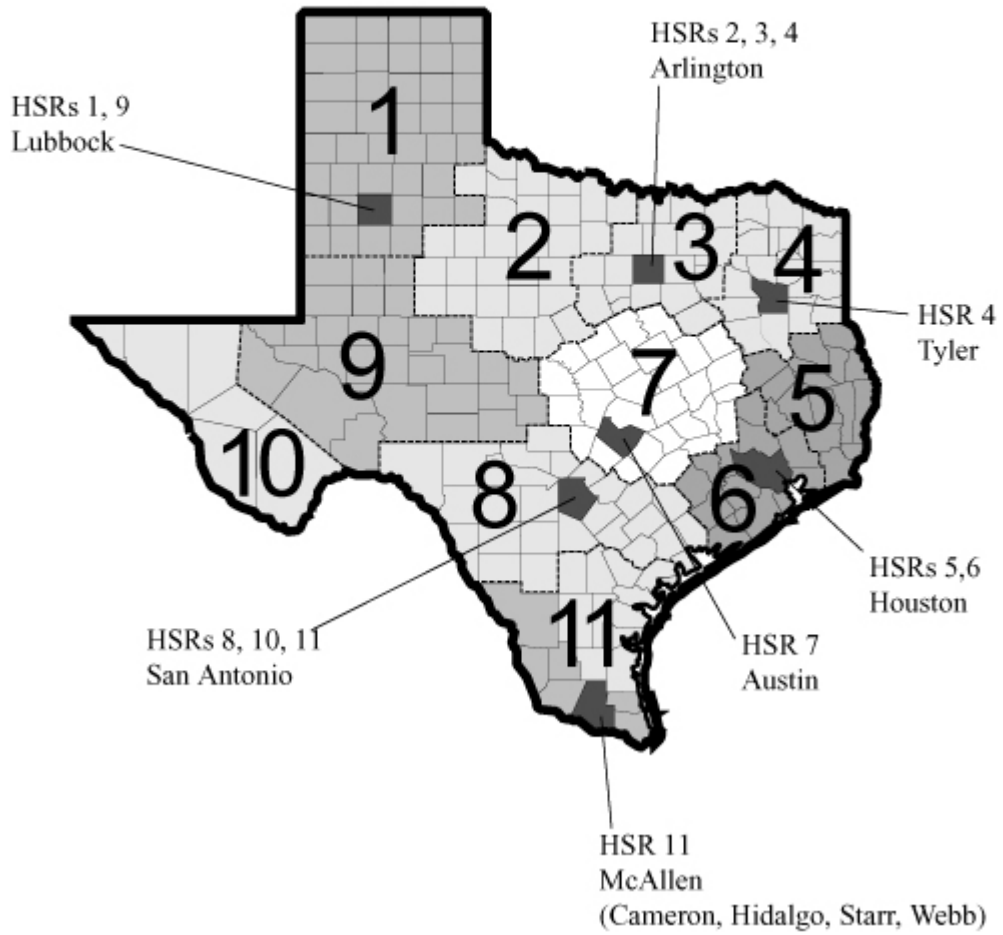 HSRs 2, 3, 4
Arlington
HSRs 1, 9
Lubbock
1
2
3
4
HSR 4
Tyler
9
7
5
10
8
6
HSRs 5,6
Houston
11
HSRs 8, 10, 11
San Antonio
HSR 7
Austin
HSR 11
McAllen
(Cameron, Hidalgo, Starr, Webb)